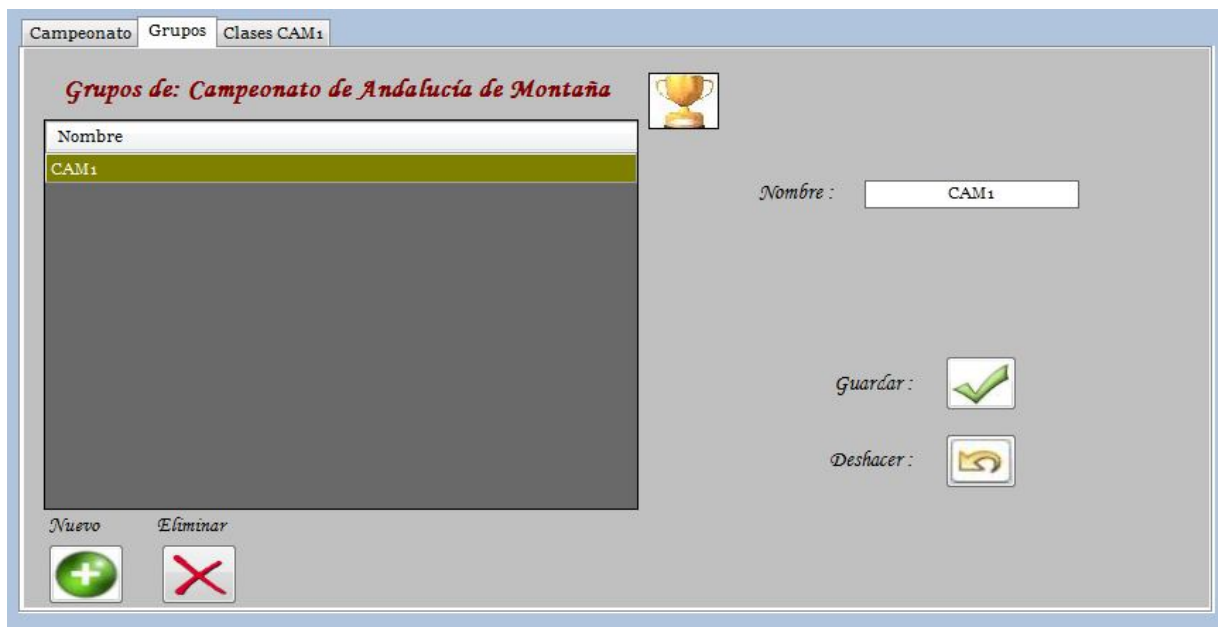 Campeonato Grupos Clases CAM1
Grupos de: Campeonato de Andalucía de Montaña
Nombre
CAM1
Nombre : CAM1
Guardar :
Deshacer :
Nuevo Eliminar